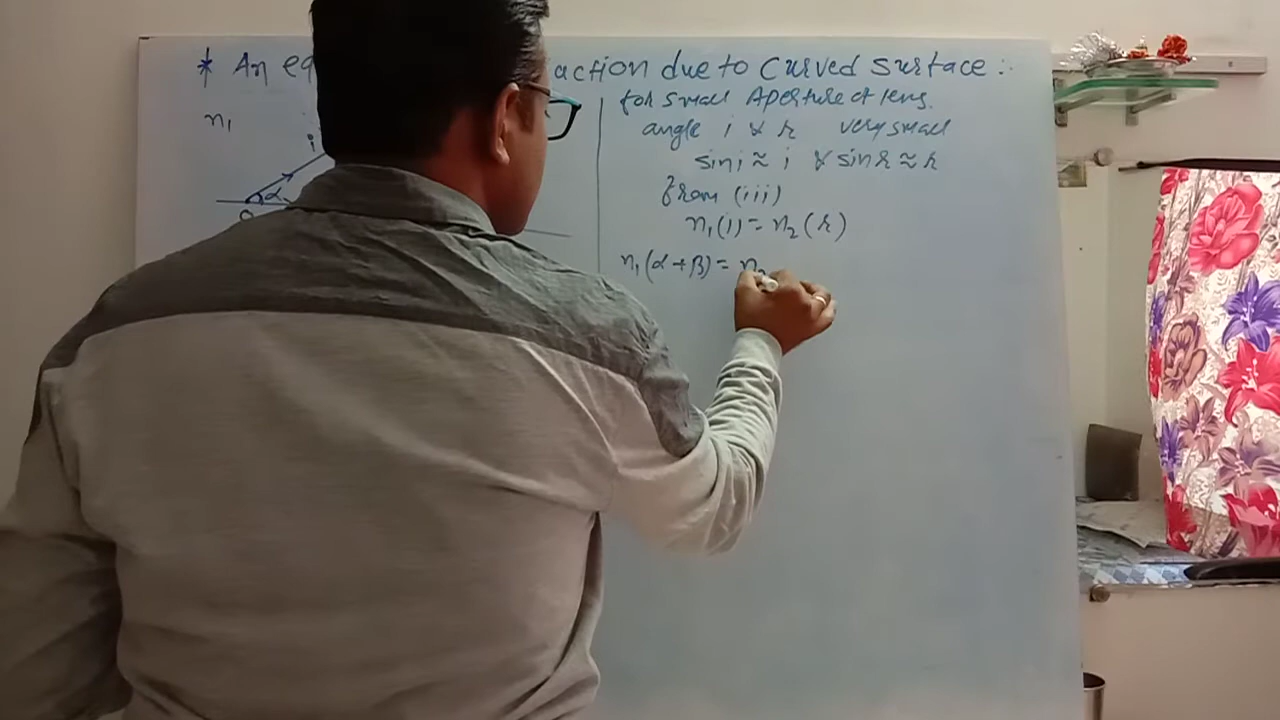 * An eq action due to Curved Surface :-
n₁
i
α
O
for small Aperture of lens.
angle i & r very small
sin i ≈ i & sin r ≈ r
from (iii)
n₁(i) = n₂(r)
n₁(α+β) = n₂